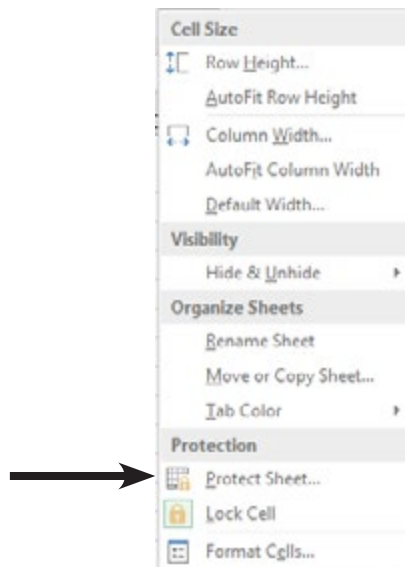 Cell Size
Row Height...
AutoFit Row Height
Column Width...
AutoFit Column Width
Default Width...
Visibility
Hide & Unhide
Organize Sheets
Rename Sheet
Move or Copy Sheet...
Tab Color
Protection
Protect Sheet...
Lock Cell
Format Cells...